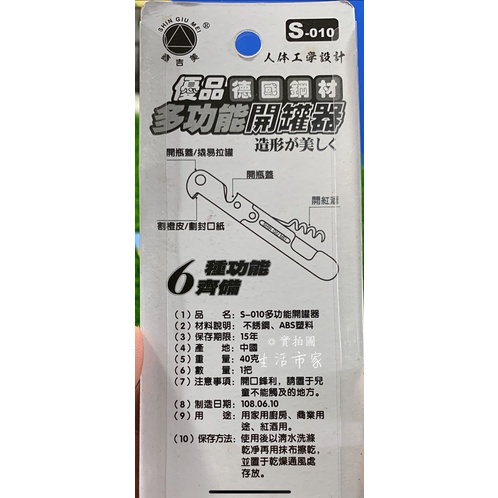 SHIN GIU MEI
S-010
人体工學設計
優品德國鋼材
多功能開罐器
造形が美しく
開瓶蓋/撬易拉罐
開瓶蓋
開紅酒
割橙皮/劃封口紙
6種功能
齊備
(1)品　　名：S-010多功能開罐器
(2)材料說明：不銹鋼、ABS塑料
(3)保存期限：15年
(4)產　　地：中國
(5)重　　量：40克
(6)數　　量：1把
(7)注意事項：開口鋒利，請置于兒
童不能觸及的地方。
(8)制造日期：108.06.10
(9)用　　途：用家用廚房、商業用
途、紅酒用。
(10)保存方法：使用後以清水洗滌
乾凈再用抹布擦乾，
並置于乾燥通風處
存放。
實拍圖
生活市家